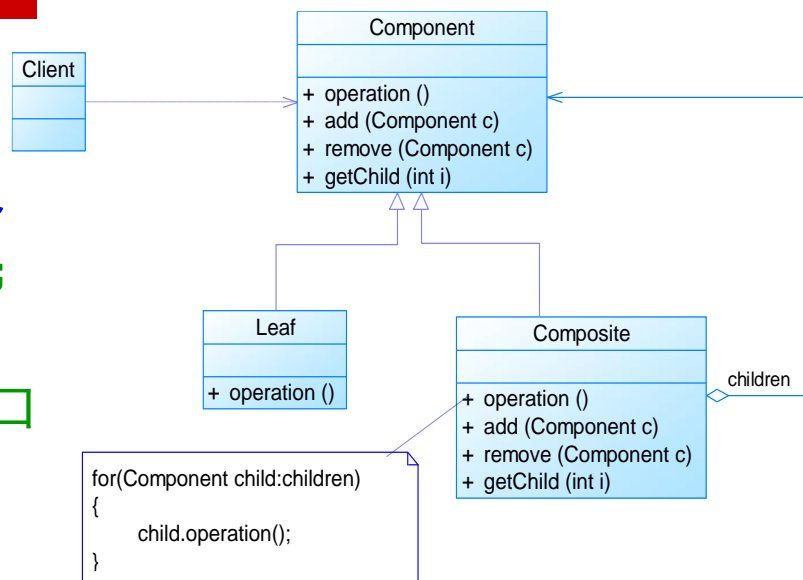 Component
Client
+ operation ()
+ add (Component c)
+ remove (Component c)
+ getChild (int i)
Leaf
+ operation ()
Composite
+ operation ()
+ add (Component c)
+ remove (Component c)
+ getChild (int i)
children
for(Component child:children)
{
child.operation();
}